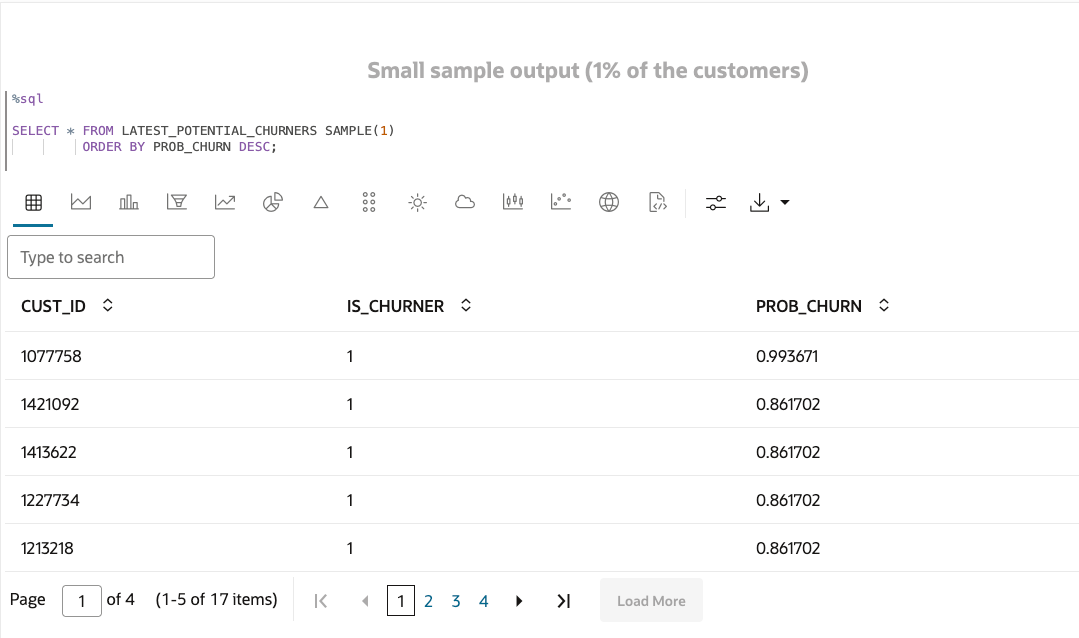 Small sample output (1% of the customers)
%sql
SELECT * FROM LATEST_POTENTIAL_CHURNERS SAMPLE(1)
ORDER BY PROB_CHURN DESC;
Type to search
CUST_ID IS_CHURNER PROB_CHURN
1077758 1 0.993671
1421092 1 0.861702
1413622 1 0.861702
1227734 1 0.861702
1213218 1 0.861702
Page 1 of 4 (1-5 of 17 items) 1 2 3 4 Load More